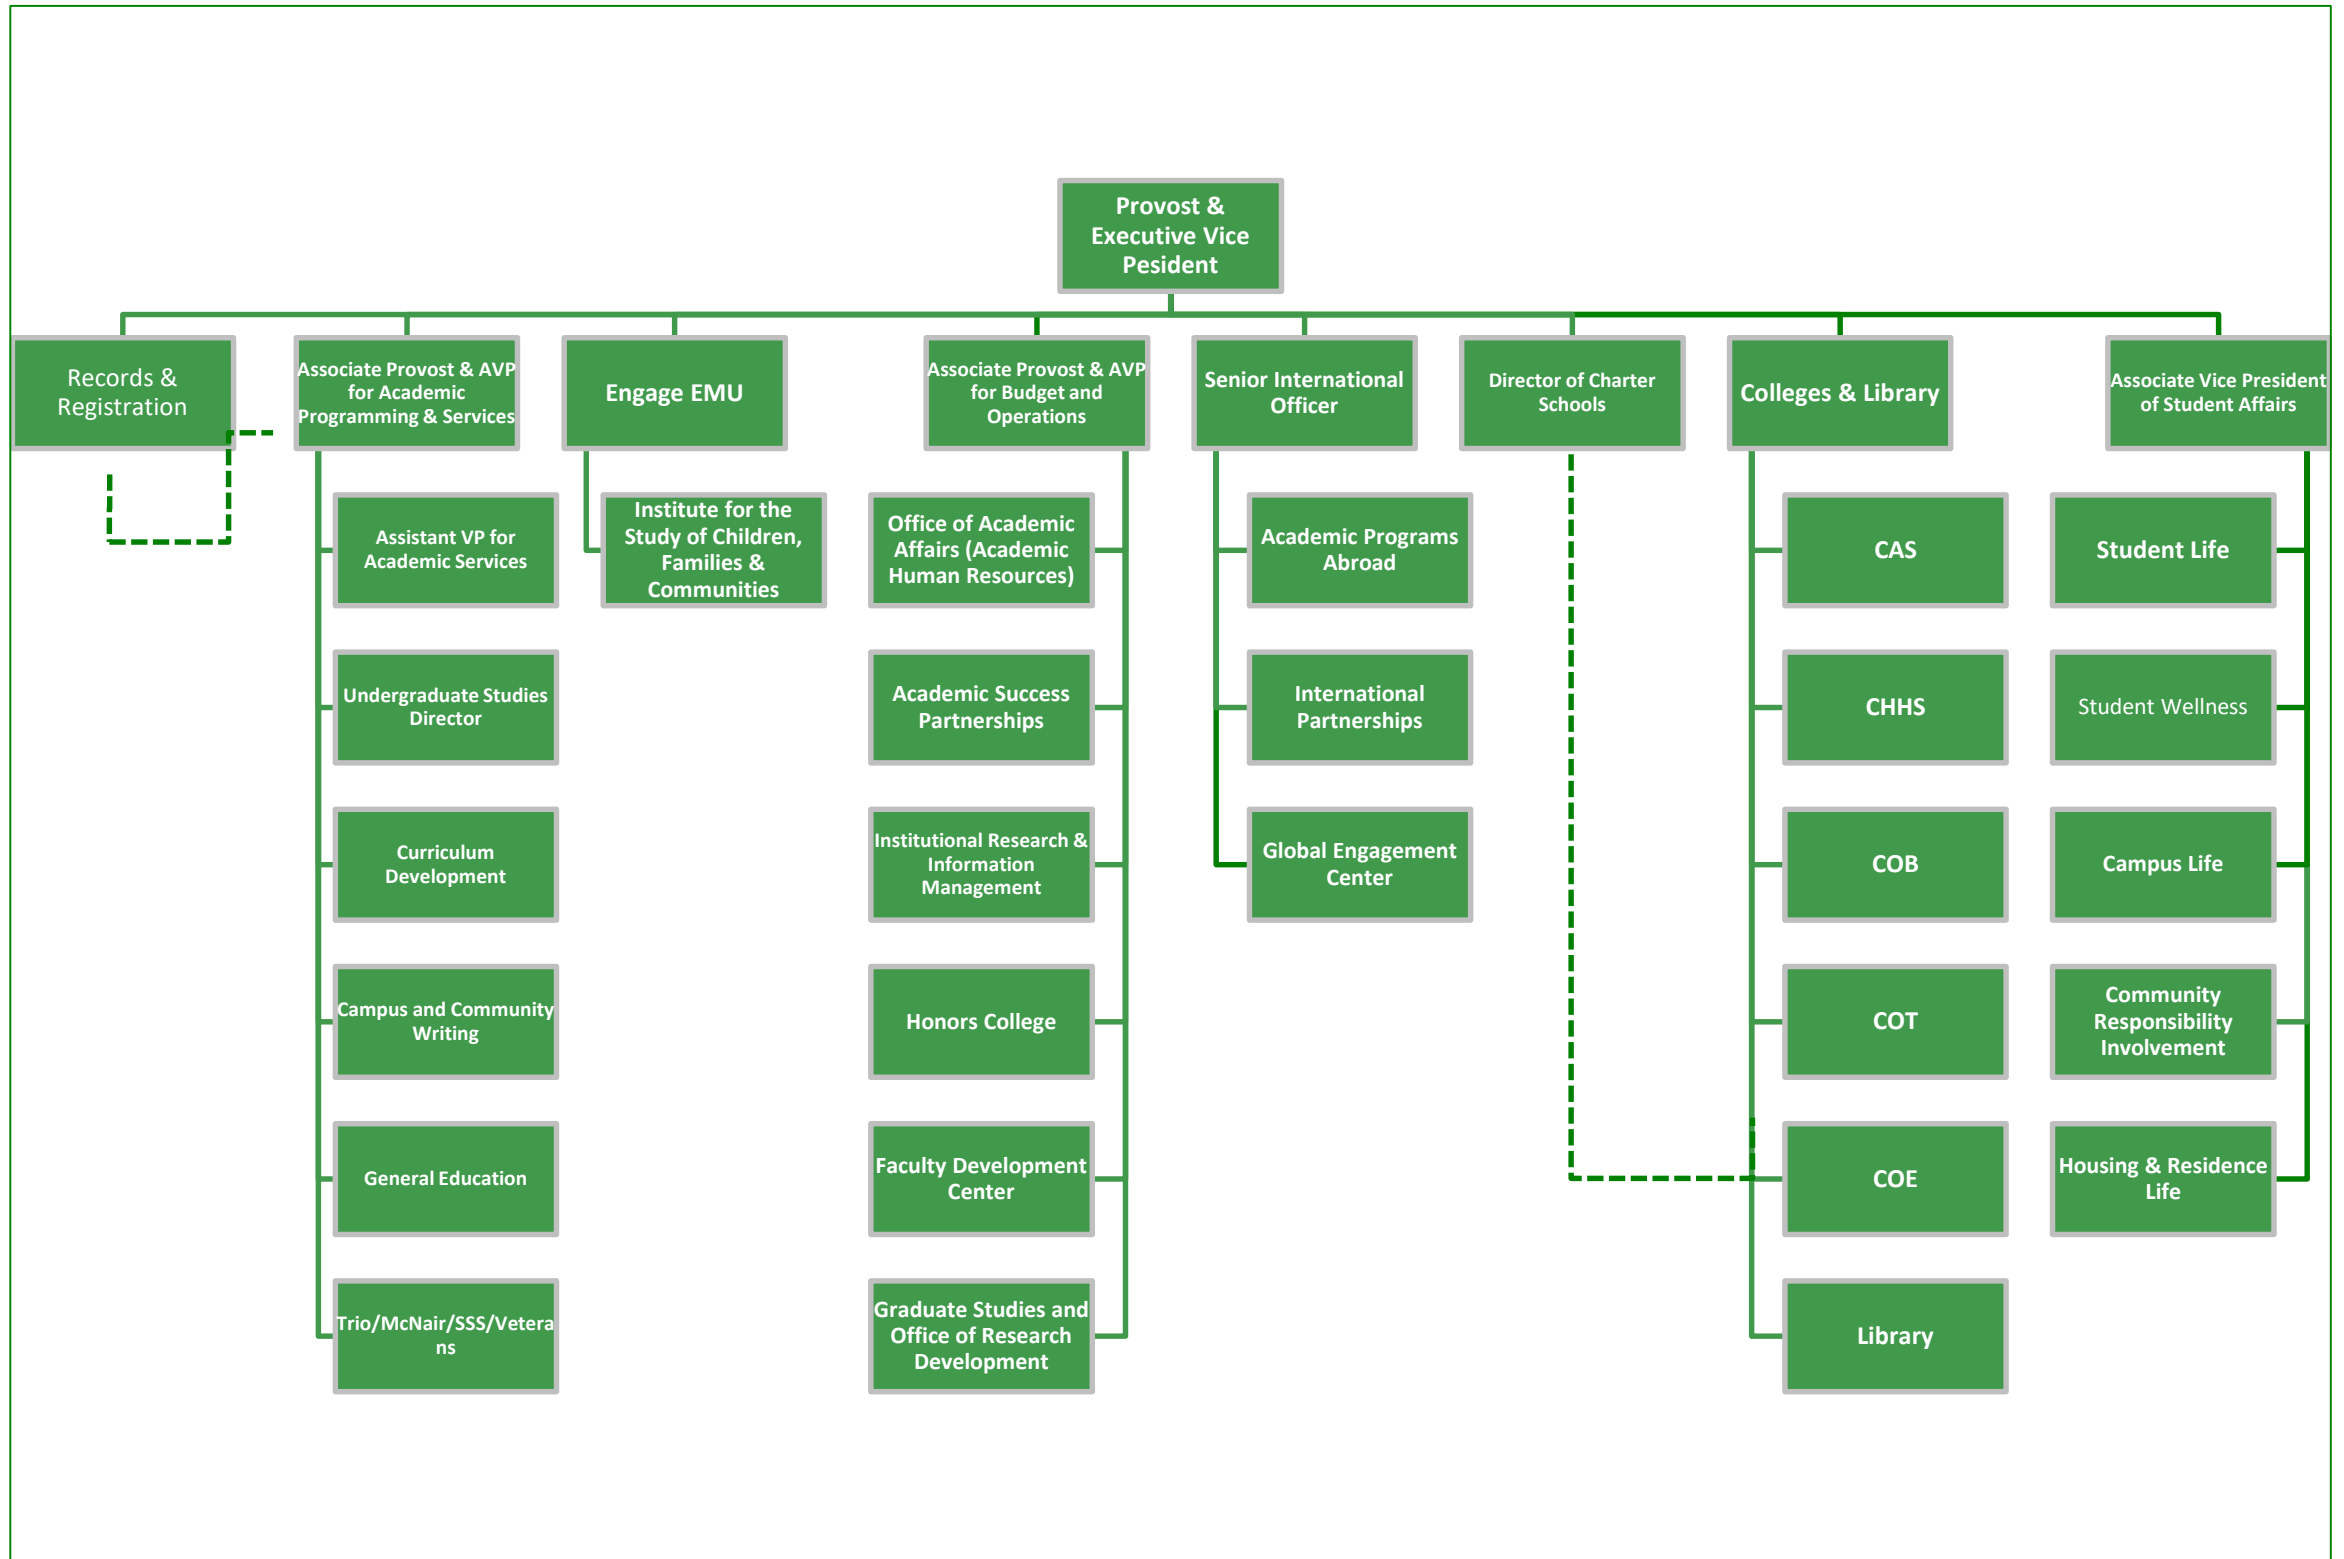 Provost &
Executive Vice
Pesident
Records &
Registration
Associate Provost & AVP
for Academic
Programming & Services
Engage EMU
Associate Provost & AVP
for Budget and
Operations
Senior International
Officer
Director of Charter
Schools
Colleges & Library
Associate Vice President
of Student Affairs
Assistant VP for
Academic Services
Undergraduate Studies
Director
Curriculum
Development
Campus and Community
Writing
General Education
Trio/McNair/SSS/Vetera
ns
Institute for the
Study of Children,
Families &
Communities
Office of Academic
Affairs (Academic
Human Resources)
Academic Success
Partnerships
Institutional Research &
Information
Management
Honors College
Faculty Development
Center
Graduate Studies and
Office of Research
Development
Academic Programs
Abroad
International
Partnerships
Global Engagement
Center
CAS
CHHS
COB
COT
COE
Library
Student Life
Student Wellness
Campus Life
Community
Responsibility
Involvement
Housing & Residence
Life